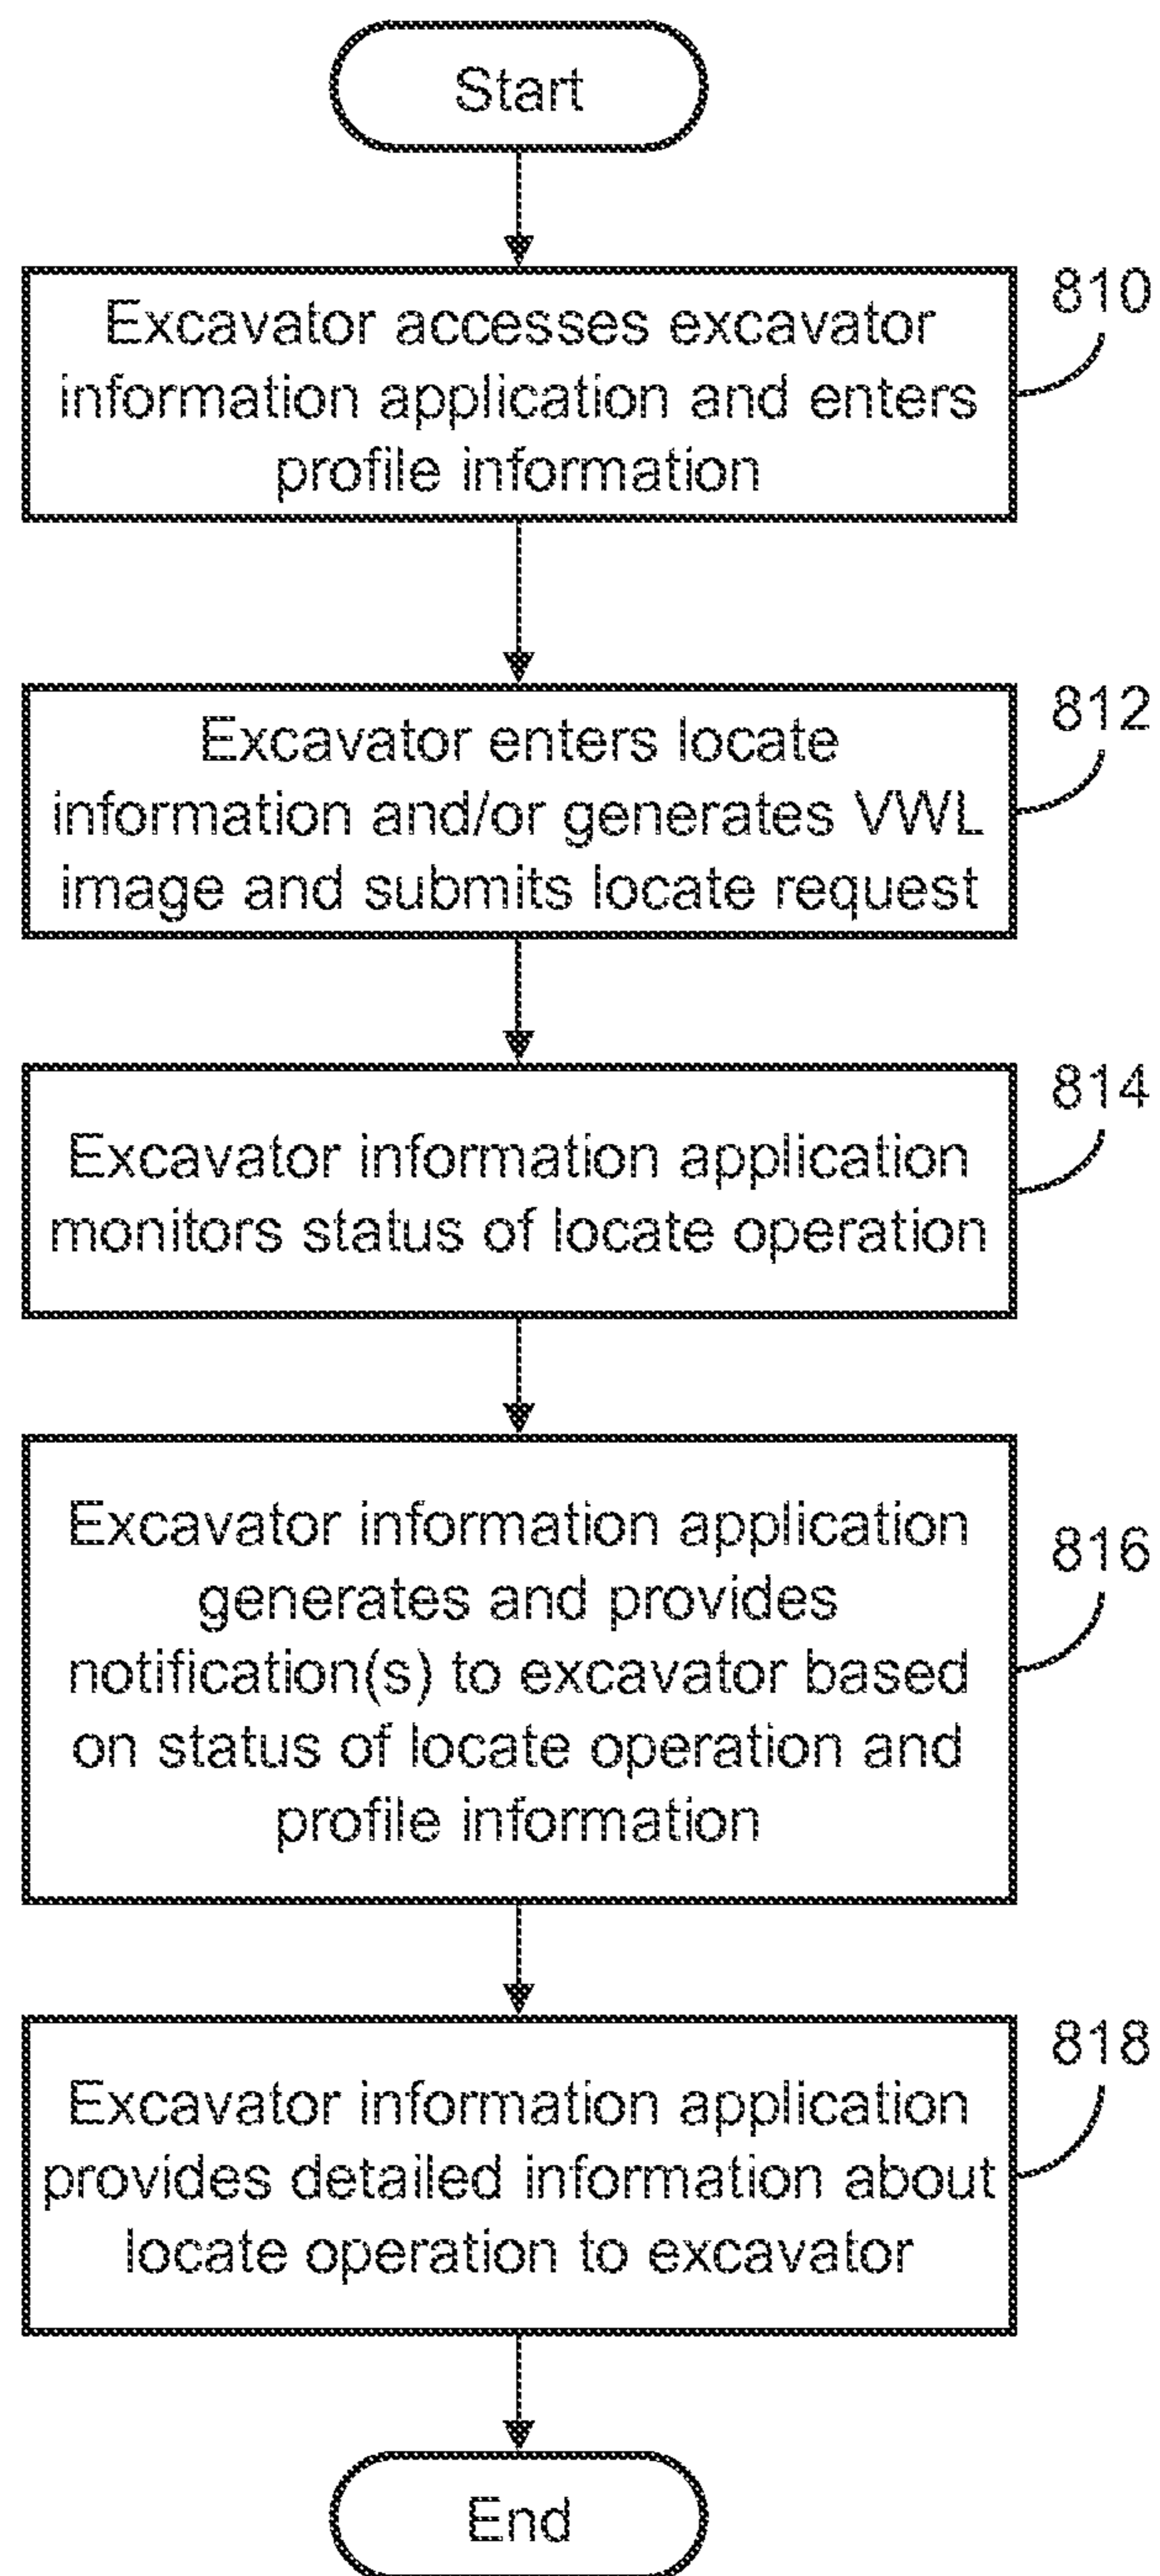 Start
810
Excavator accesses excavator
information application and enters
profile information
812
Excavator enters locate
information and/or generates VWL
image and submits locate request
814
Excavator information application
monitors status of locate operation
816
Excavator information application
generates and provides
notification(s) to excavator based
on status of locate operation and
profile information
818
Excavator information application
provides detailed information about
locate operation to excavator
End